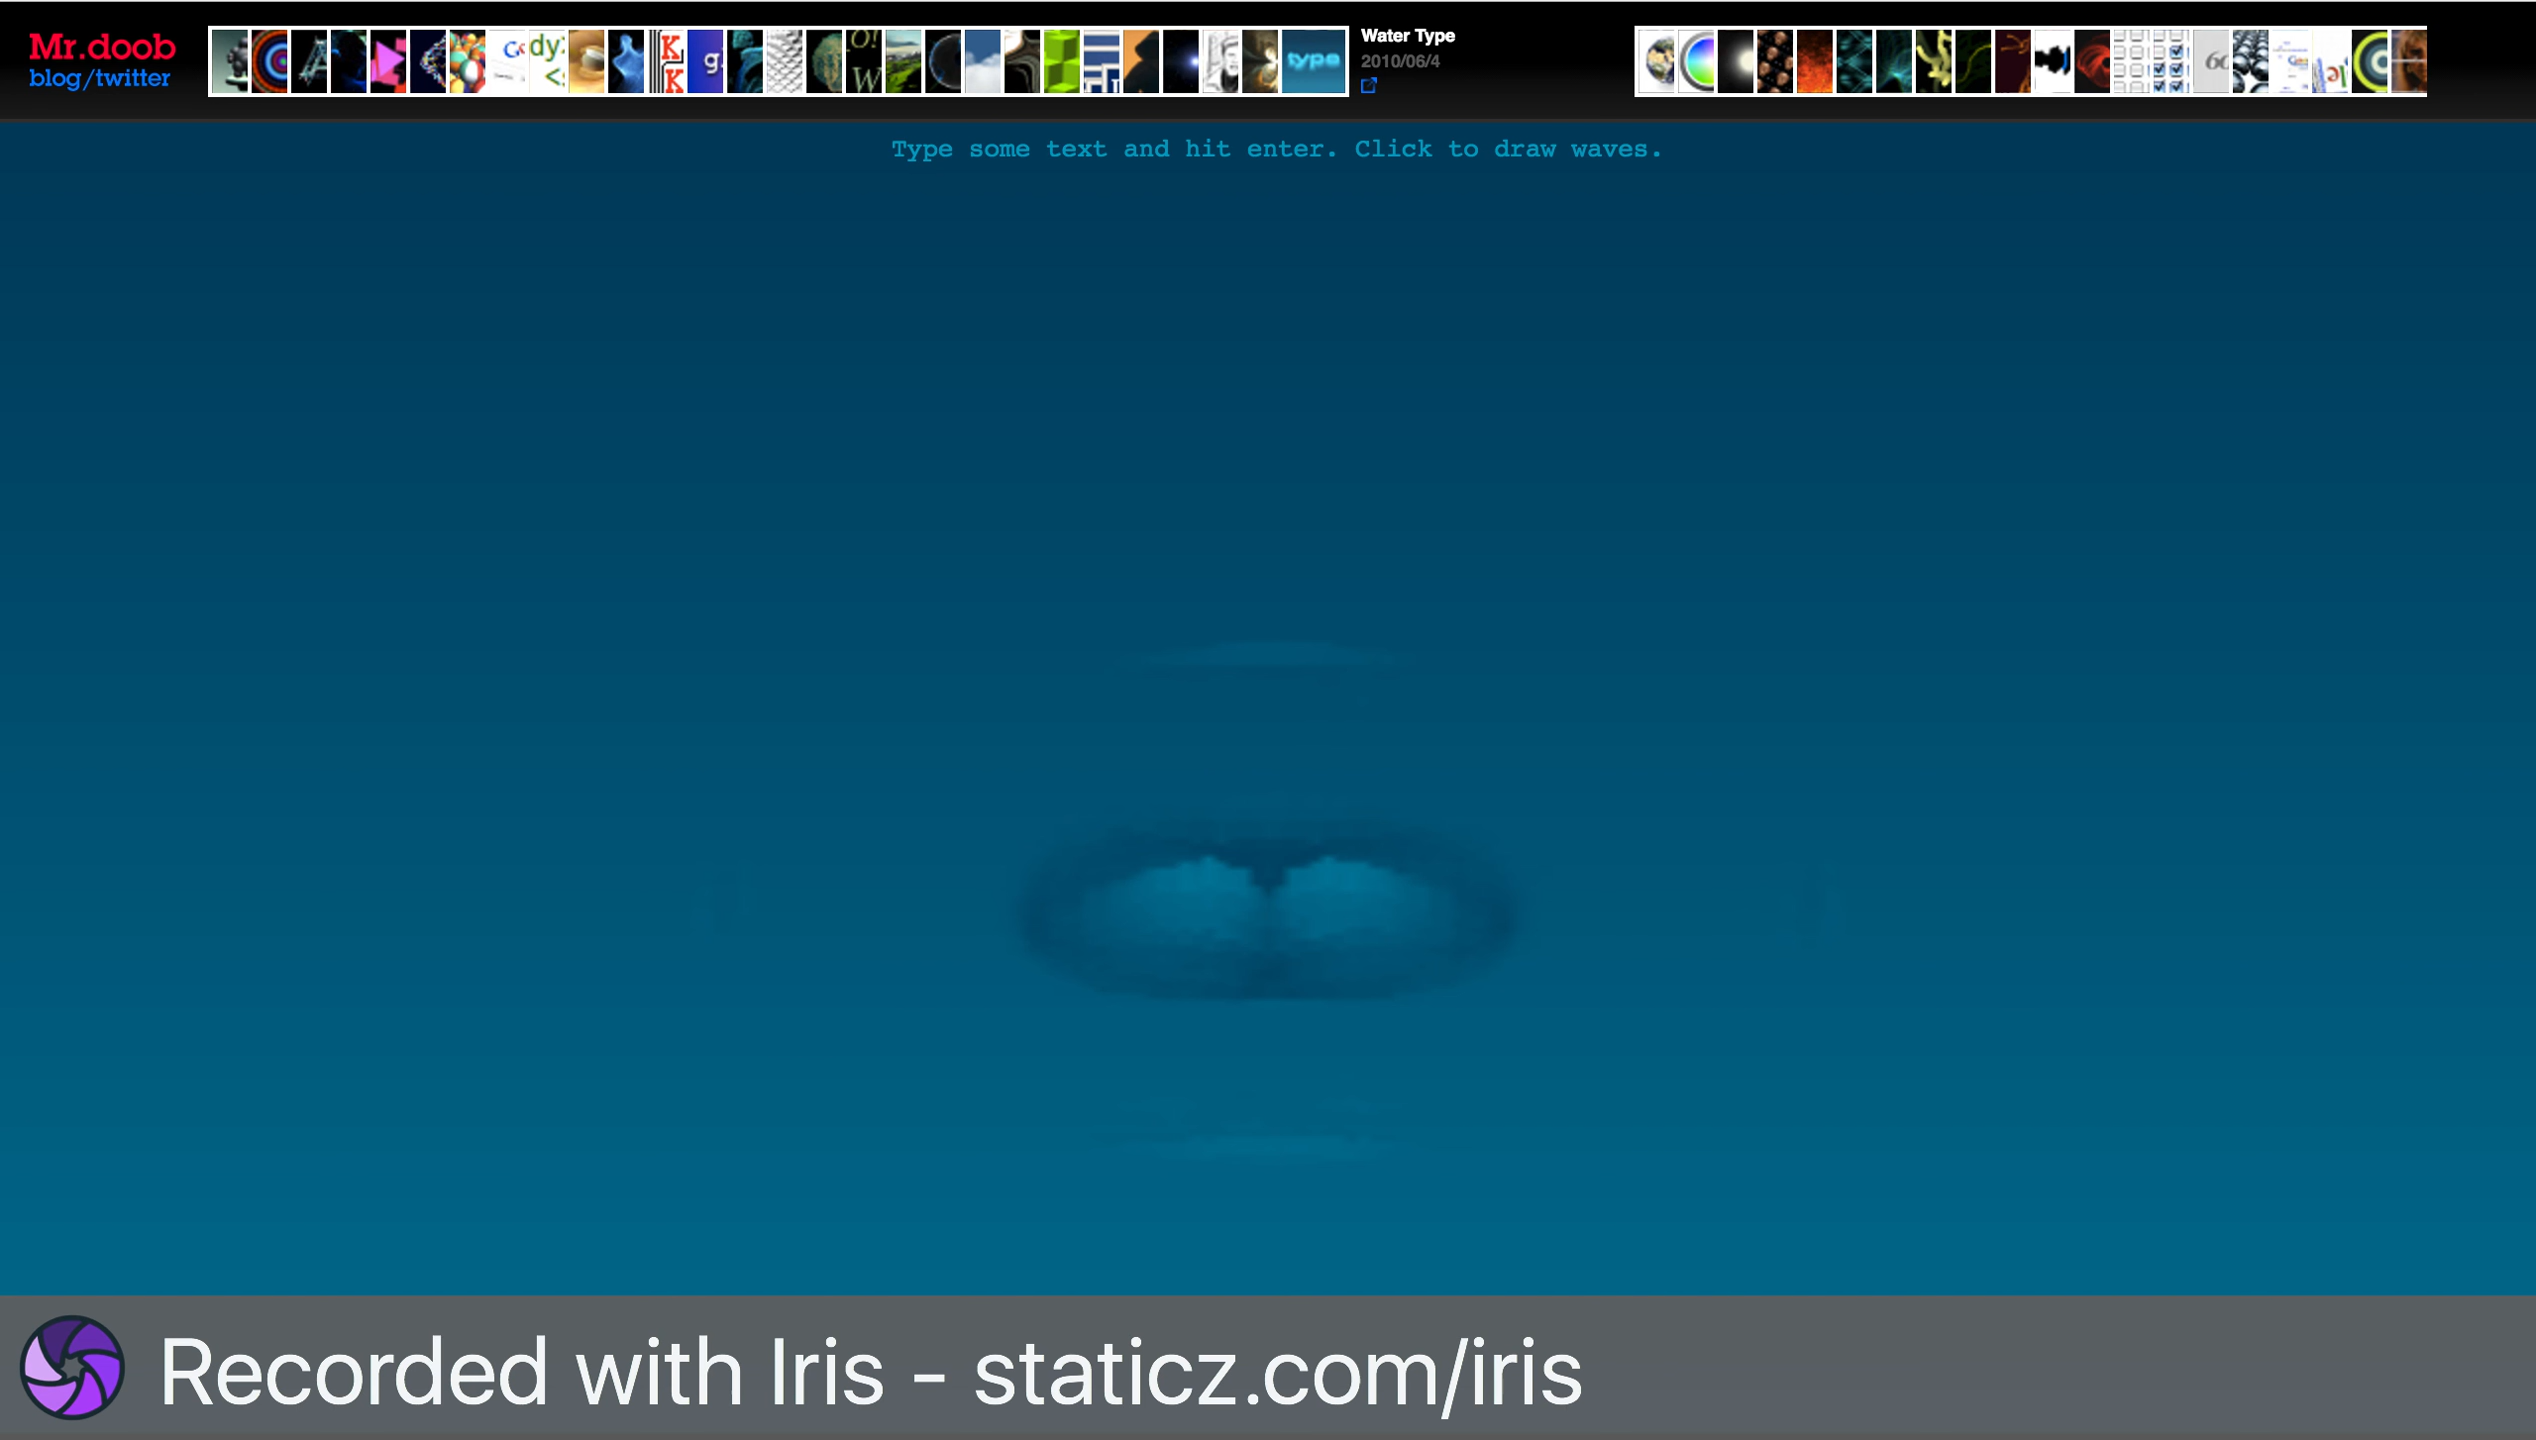 Mr.doob
blog/twitter
type
Water Type
2010/06/4
Type some text and hit enter. Click to draw waves.
Recorded with Iris - staticz.com/iris